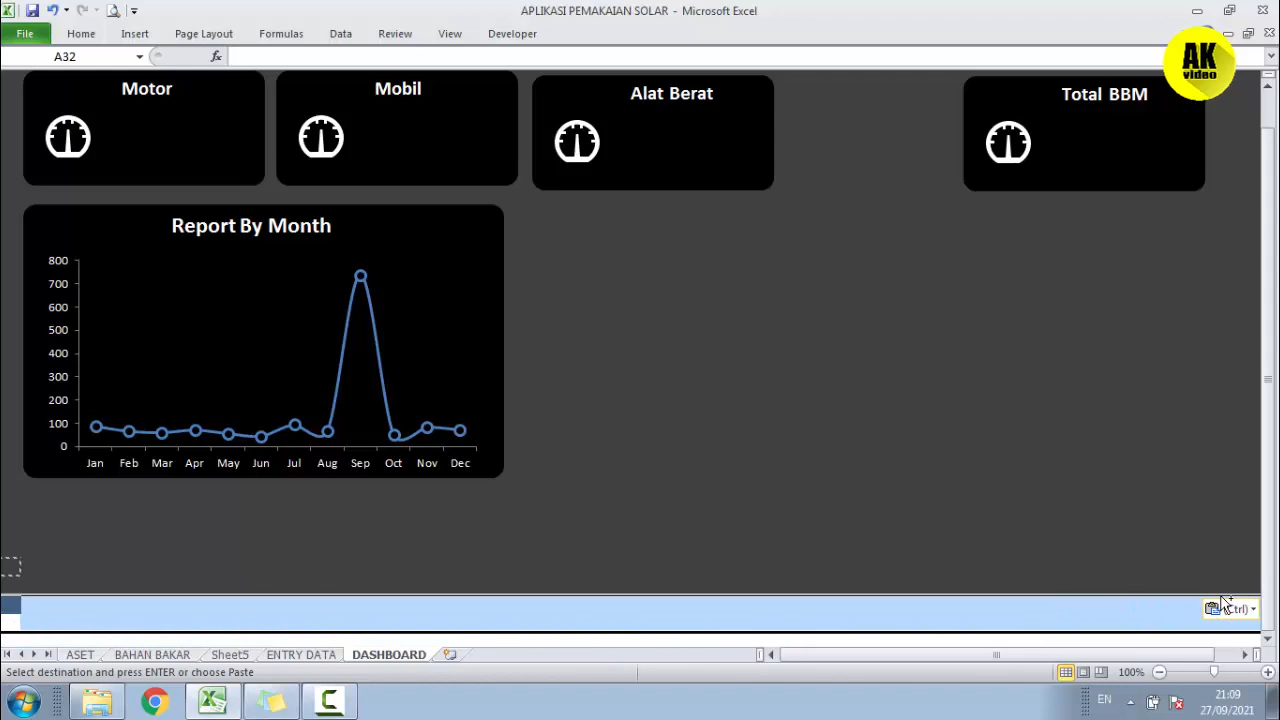 APLIKASI PEMAKAIAN SOLAR - Microsoft Excel
File Home Insert Page Layout Formulas Data Review View Developer
A32 fx
AK
video
Motor Mobil Alat Berat Total BBM
Report By Month
800
700
600
500
400
300
200
100
0
Jan Feb Mar Apr May Jun Jul Aug Sep Oct Nov Dec
ASET BAHAN BAKAR Sheet5 ENTRY DATA DASHBOARD
Select destination and press ENTER or choose Paste 100%
EN 21:09
27/09/2021